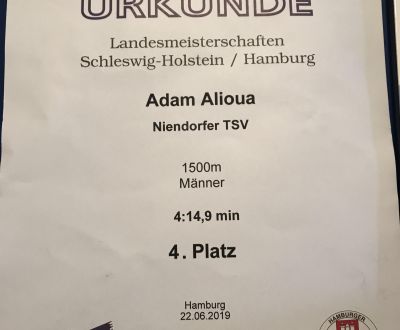 URKUNDE
Landesmeisterschaften
Schleswig-Holstein / Hamburg
Adam Alioua
Niendorfer TSV
1500m
Männer
4:14,9 min
4. Platz
Hamburg
22.06.2019
HAMBURGER